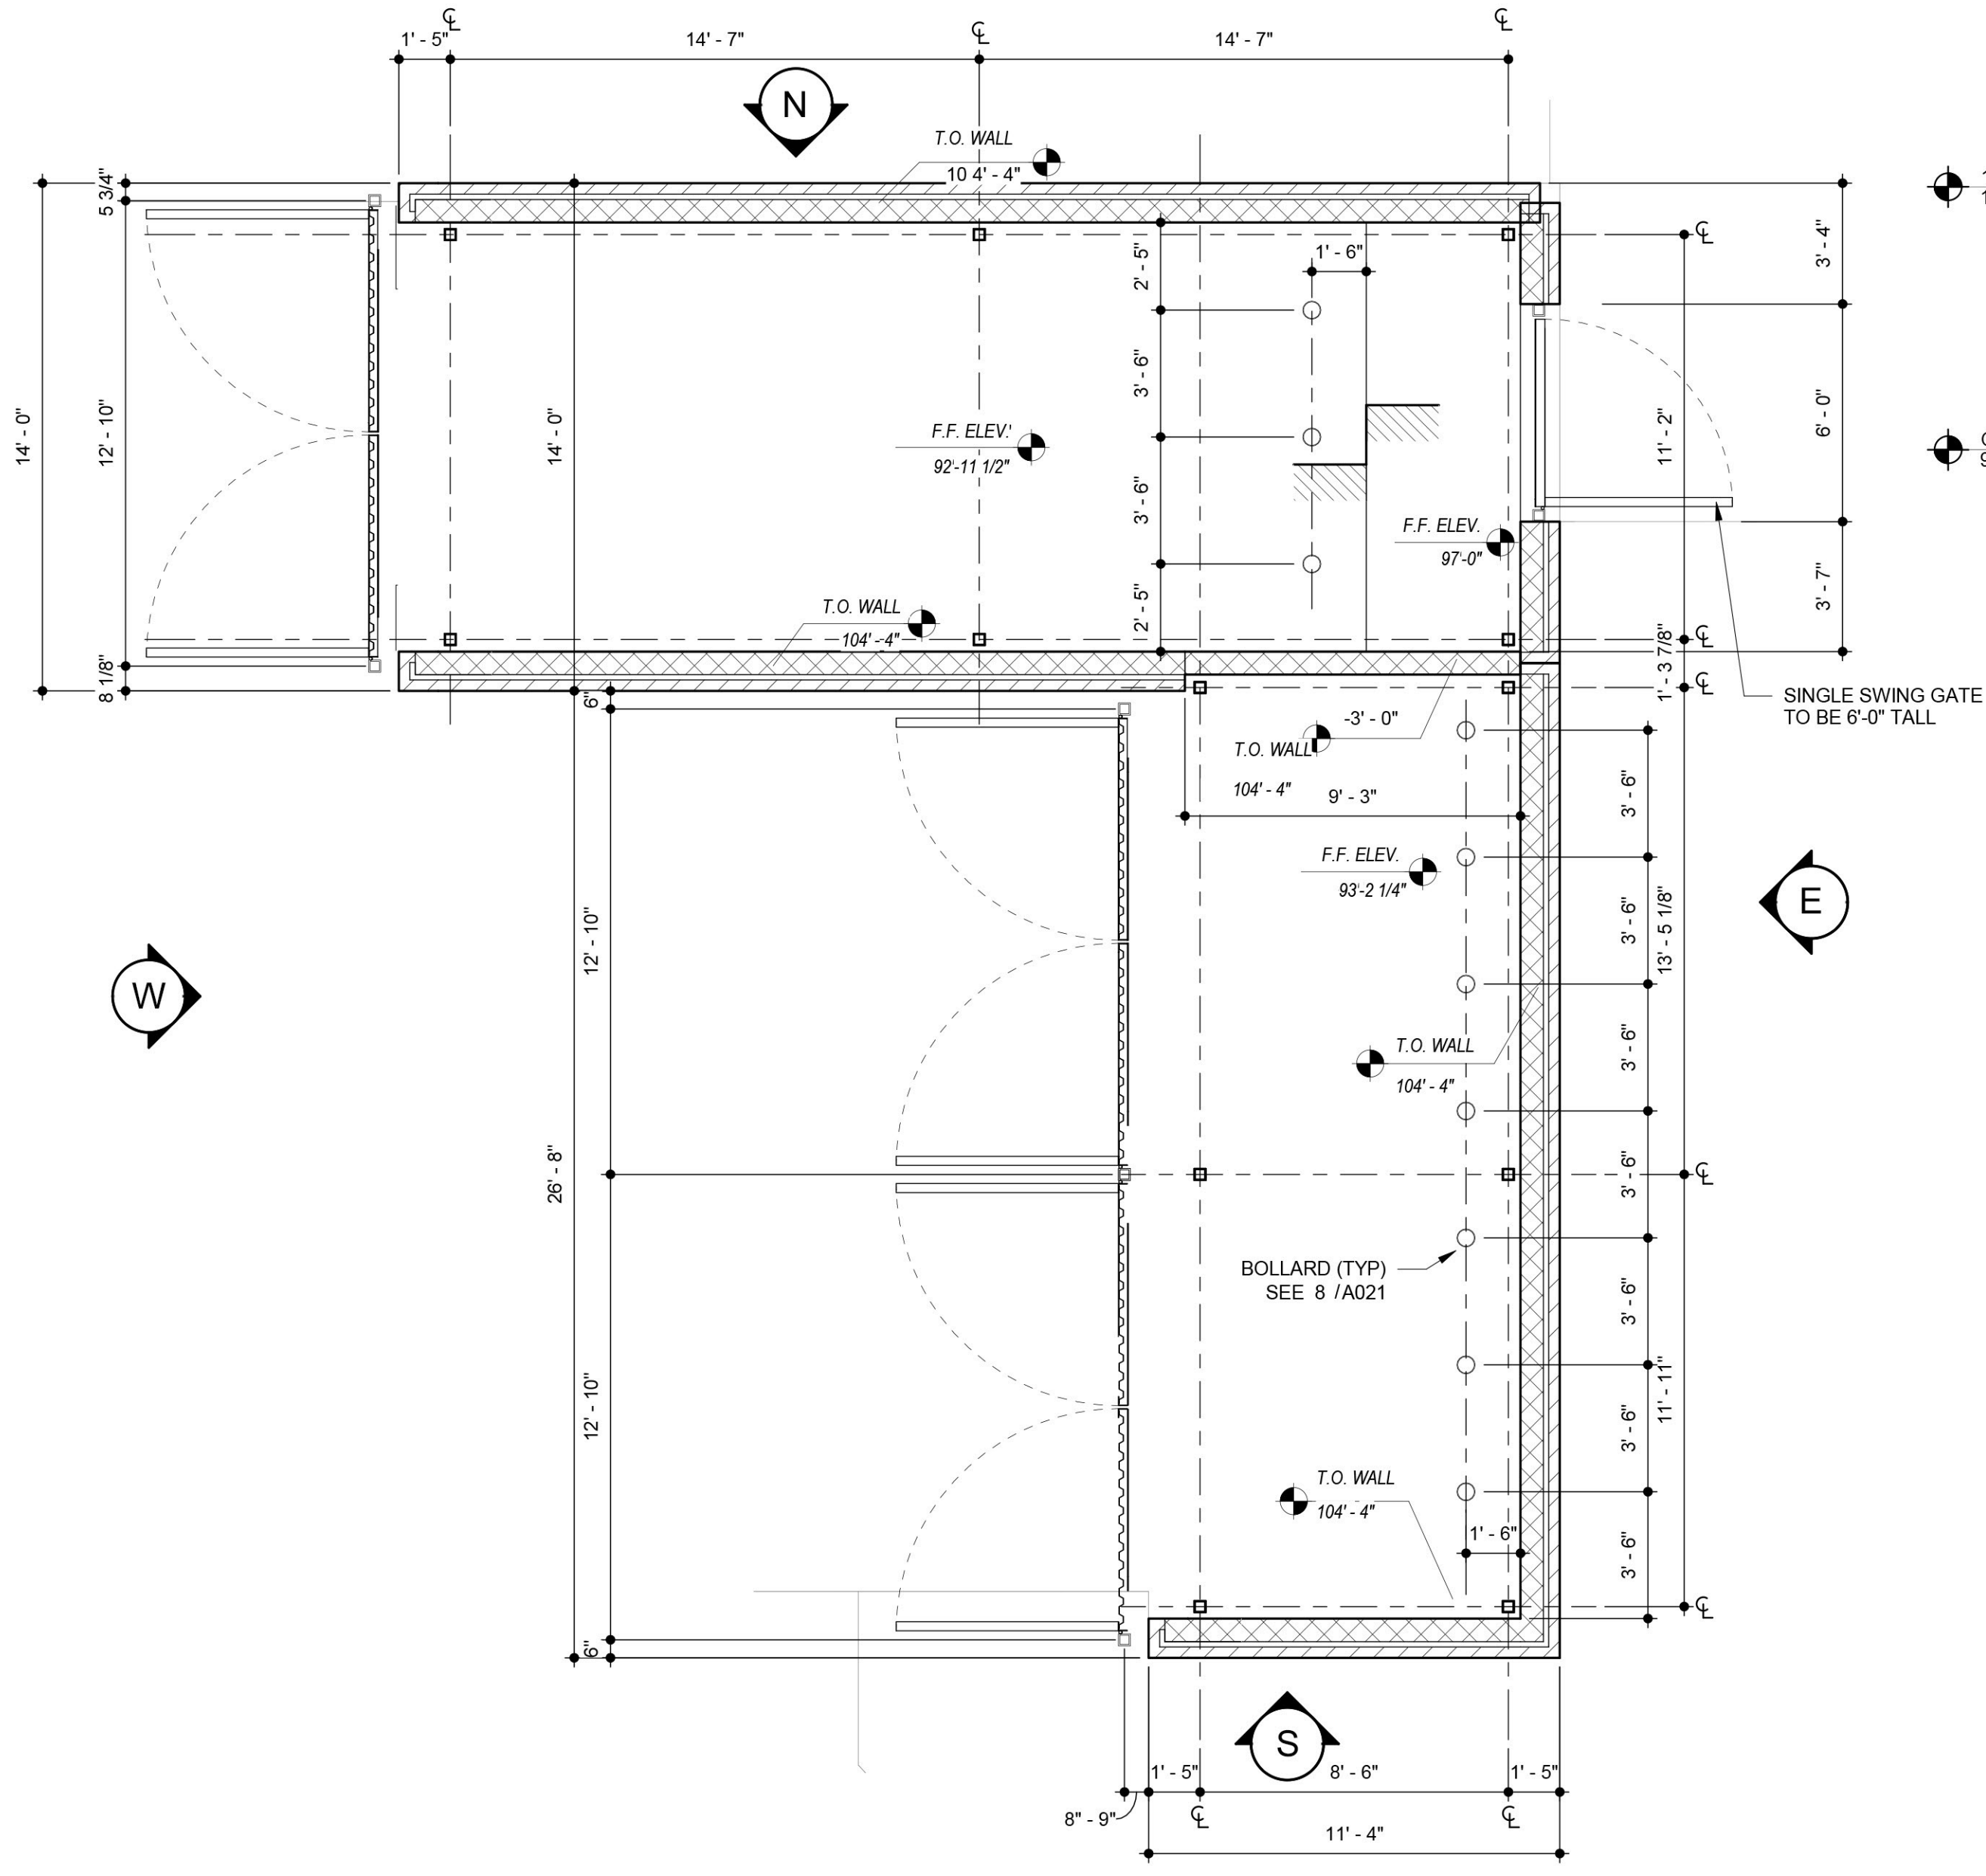 ℄
℄
℄
1' - 5"
14' - 7"
14' - 7"
N
T.O. WALL
10 4' - 4"
5 3/4"
14' - 0"
12' - 10"
8 1/8"
14' - 0"
2' - 5"
3' - 6"
3' - 6"
2' - 5"
1' - 6"
℄
3' - 4"
6' - 0"
3' - 7"
11' - 2"
F.F. ELEV.'
92'-11 1/2"
F.F. ELEV.
97'-0"
T.O. WALL
104' -4"
℄
1' - 3 7/8"
℄
SINGLE SWING GATE
TO BE 6'-0" TALL
6"
-3' - 0"
T.O. WALL
104' - 4"
9' - 3"
F.F. ELEV.
93'-2 1/4"
3' - 6"
3' - 6"
3' - 6"
3' - 6"
3' - 6"
3' - 6"
3' - 6"
13' - 5 1/8"
E
W
12' - 10"
T.O. WALL
104' - 4"
26' - 8"
℄
BOLLARD (TYP)
SEE 8 /A021
12' - 10"
11' - 11"
T.O. WALL
104' - 4"
1' - 6"
℄
6"
S
1' - 5"
8' - 6"
1' - 5"
8" - 9"
℄
℄
11' - 4"